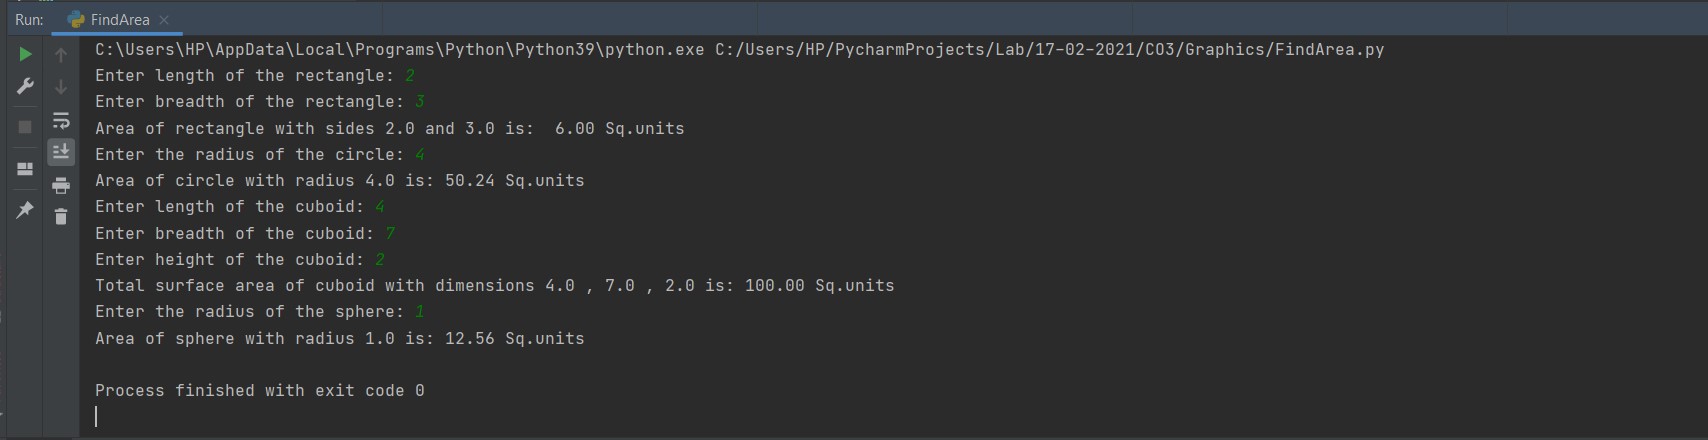 Run: FindArea
C:\Users\HP\AppData\Local\Programs\Python\Python39\python.exe C:/Users/HP/PycharmProjects/Lab/17-02-2021/CO3/Graphics/FindArea.py
Enter length of the rectangle: 2
Enter breadth of the rectangle: 3
Area of rectangle with sides 2.0 and 3.0 is:  6.00 Sq.units
Enter the radius of the circle: 4
Area of circle with radius 4.0 is: 50.24 Sq.units
Enter length of the cuboid: 4
Enter breadth of the cuboid: 7
Enter height of the cuboid: 2
Total surface area of cuboid with dimensions 4.0 , 7.0 , 2.0 is: 100.00 Sq.units
Enter the radius of the sphere: 1
Area of sphere with radius 1.0 is: 12.56 Sq.units
Process finished with exit code 0